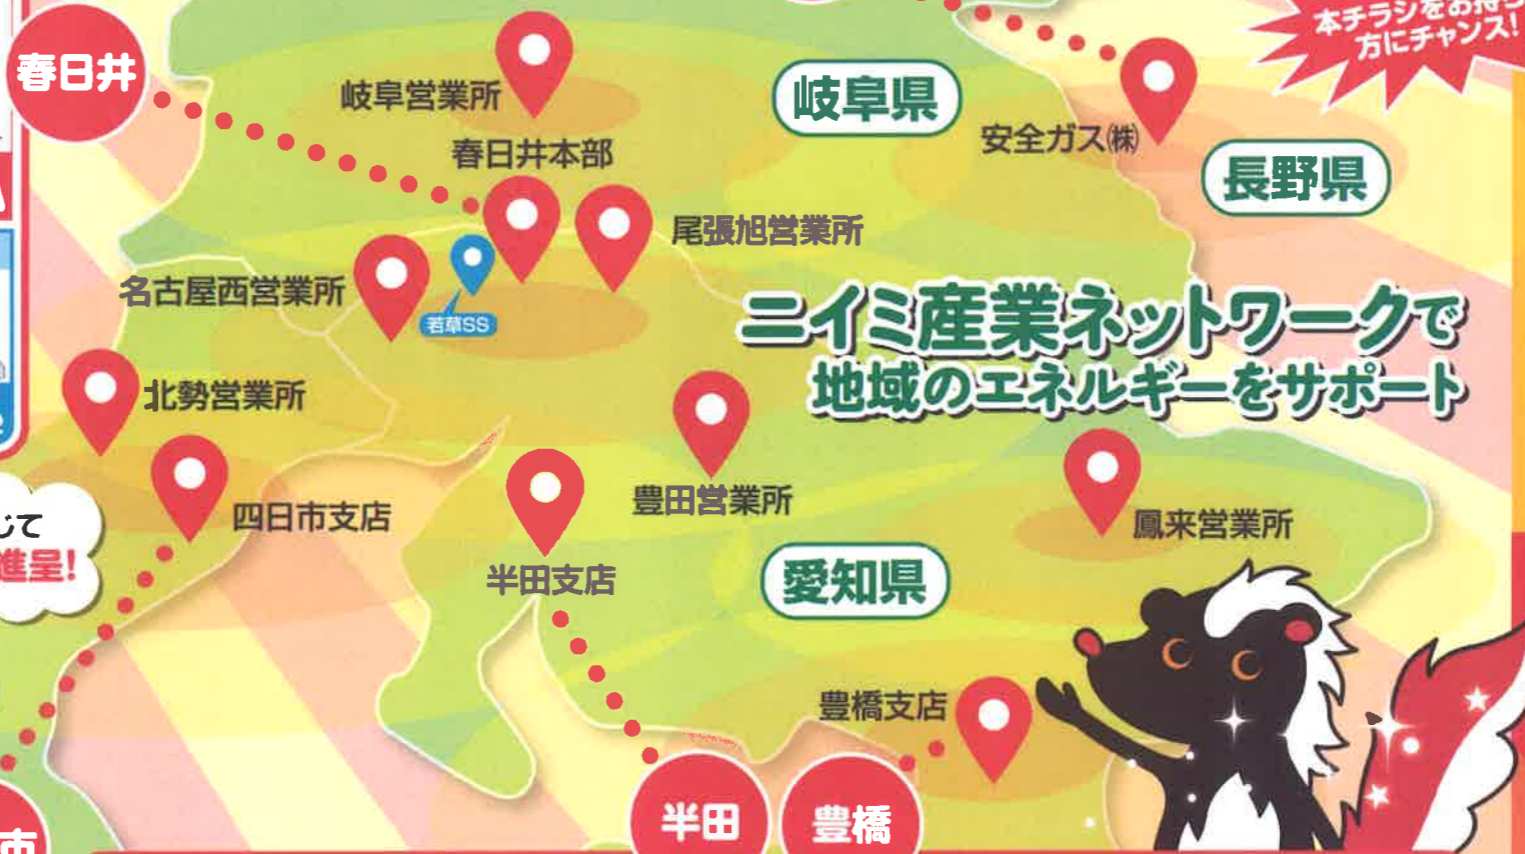 本チラシをお持ち
方にチャンス!
春日井
岐阜営業所
岐阜県
安全ガス㈱
春日井本部
長野県
尾張旭営業所
名古屋西営業所
若草SS
ニイミ産業ネットワークで
地域のエネルギーをサポート
北勢営業所
豊田営業所
四日市支店
鳳来営業所
じて
進呈!
半田支店
愛知県
豊橋支店
半田
豊橋
市